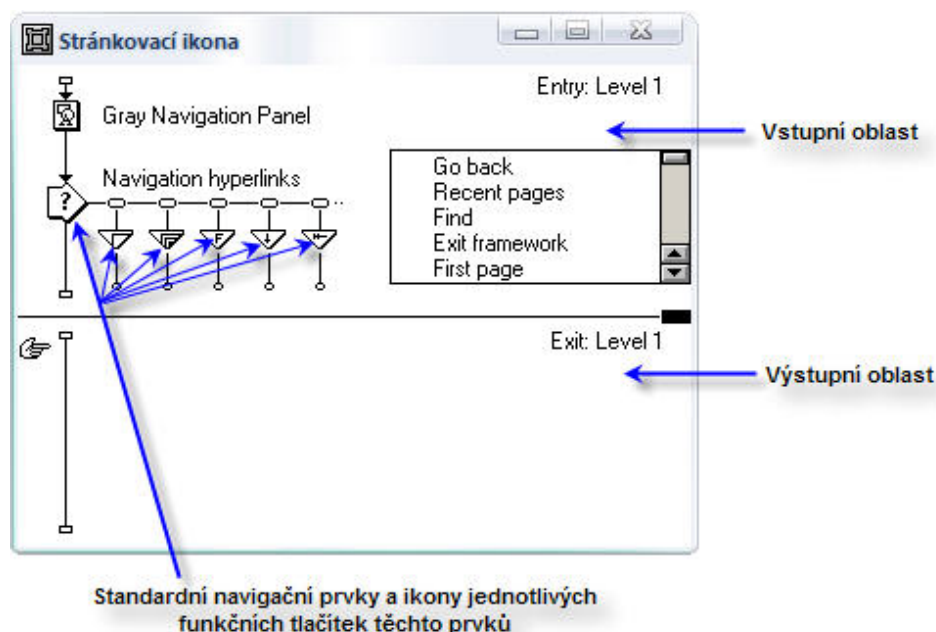 Stránkovací ikona
Entry: Level 1
Gray Navigation Panel
Vstupní oblast
Navigation hyperlinks
?
F
Go back
Recent pages
Find
Exit framework
First page
Exit: Level 1
Výstupní oblast
Standardní navigační prvky a ikony jednotlivých
funkčních tlačítek těchto prvků